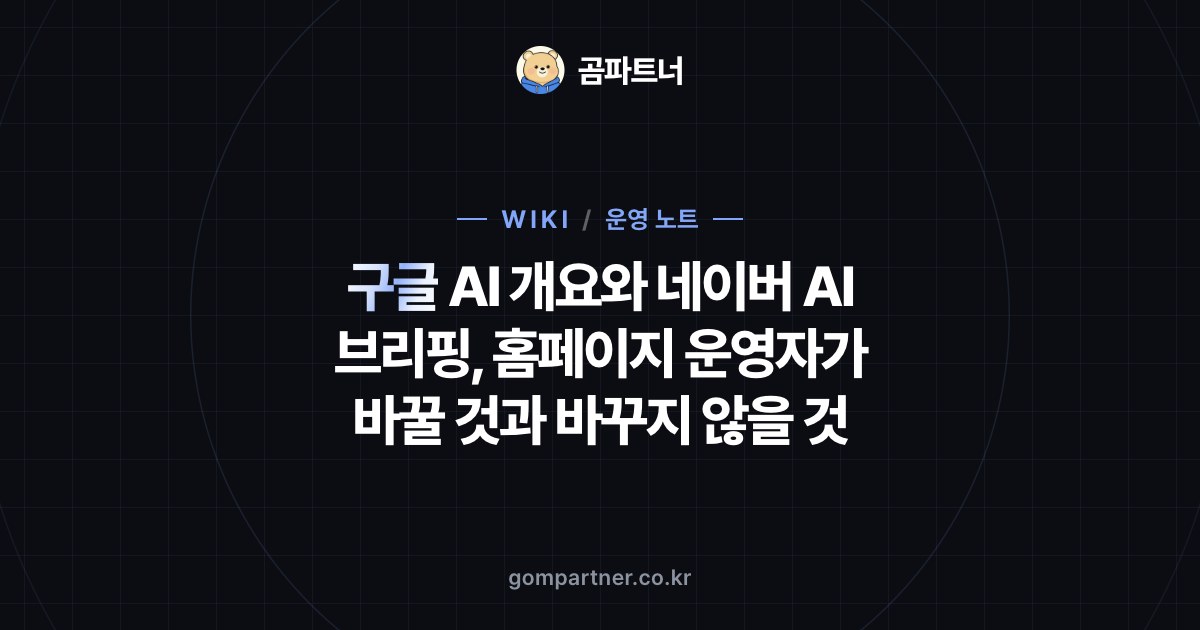 곰파트너
WIKI / 운영 노트
구글 AI 개요와 네이버 AI
브리핑, 홈페이지 운영자가
바꿀 것과 바꾸지 않을 것
gompartner.co.kr